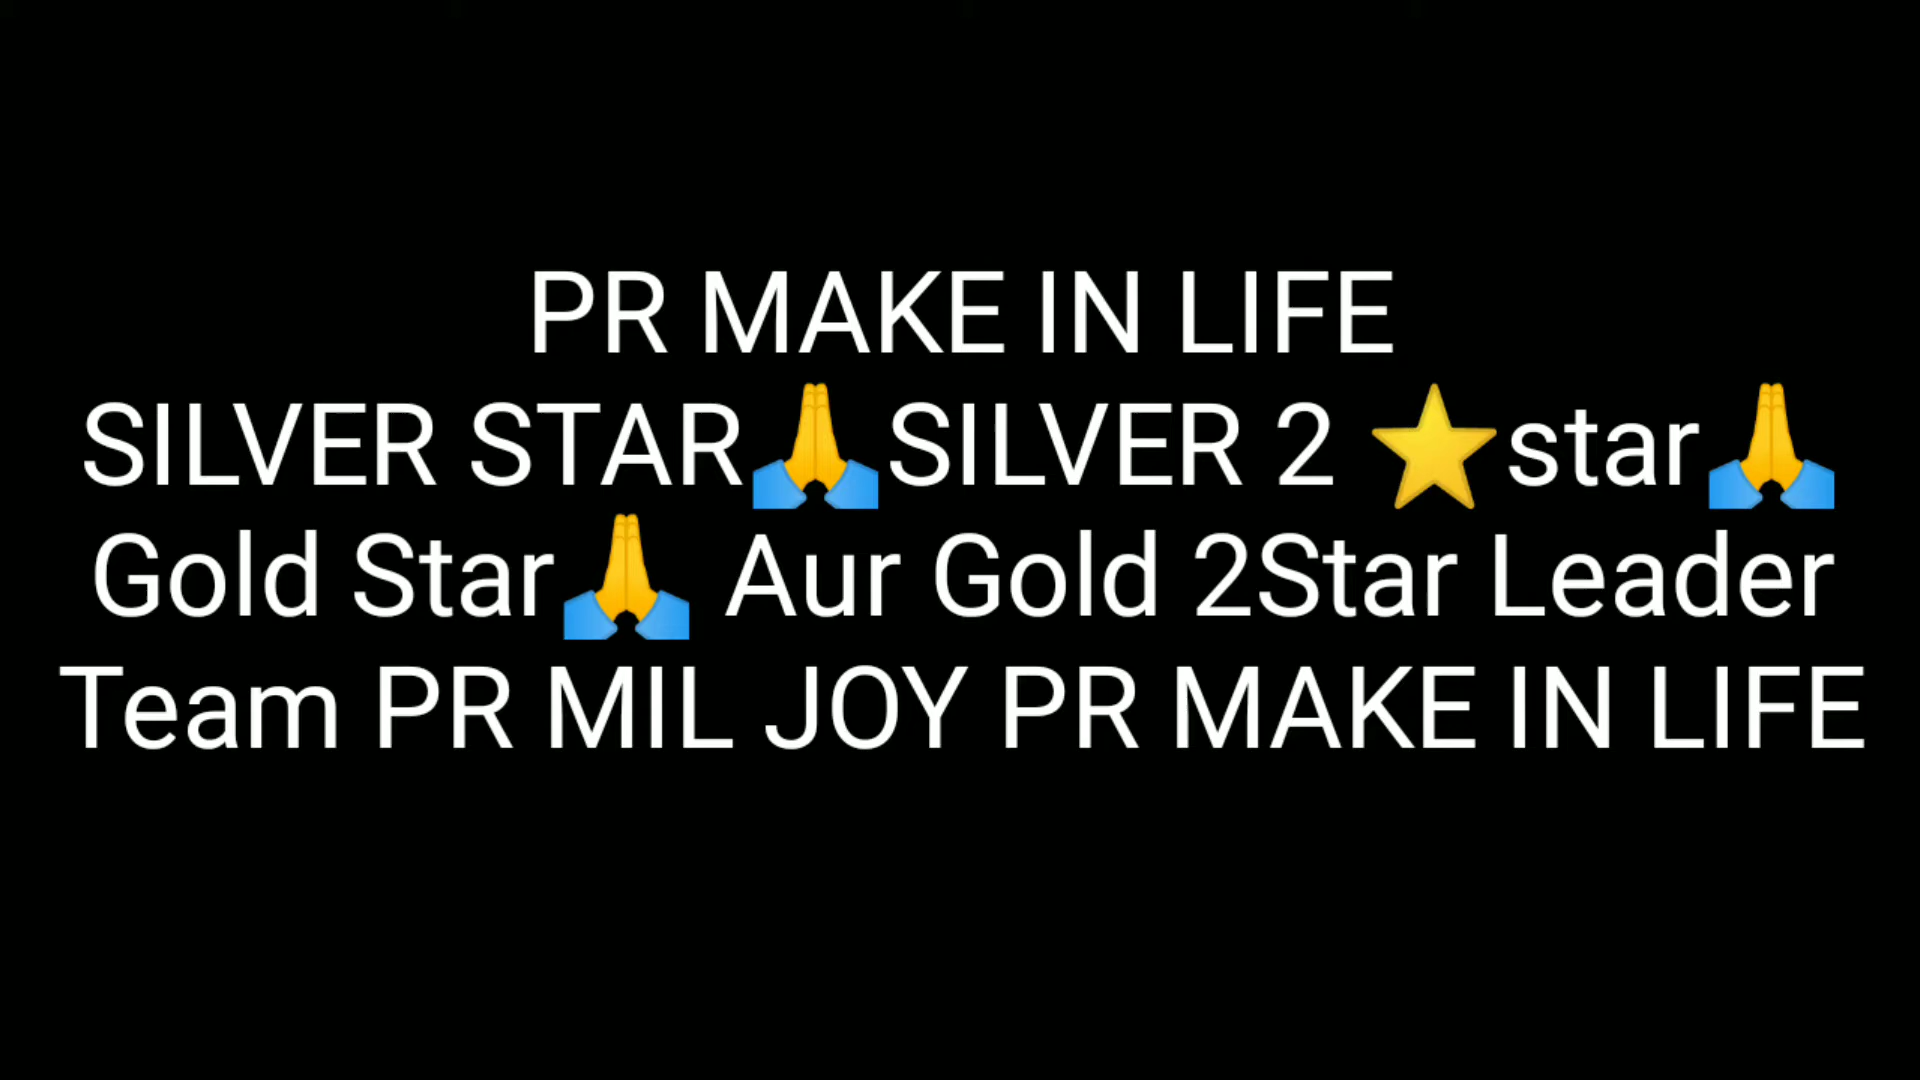 PR MAKE IN LIFE
SILVER STAR🙏SILVER 2 ⭐star🙏
Gold Star🙏 Aur Gold 2Star Leader
Team PR MIL JOY PR MAKE IN LIFE